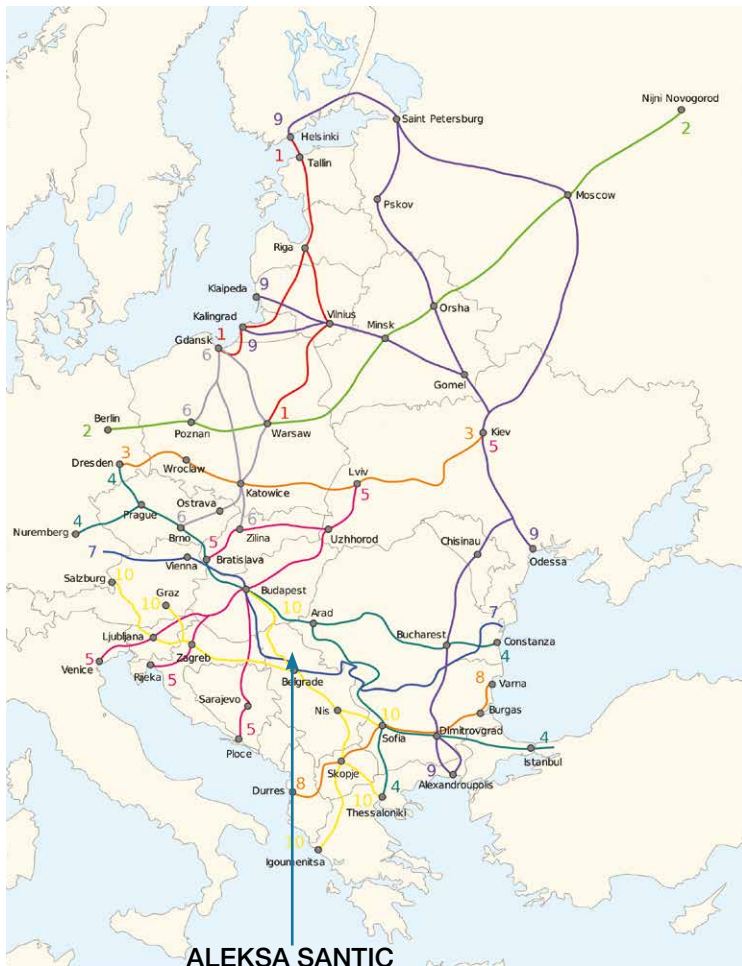 Nijni Novogorod
2
9
Saint Petersburg
Helsinki
1
Tallin
Moscow
Pskov
Riga
Klaipeda
9
Orsha
Kalingrad
Vilnius
Minsk
1
Gdansk
6
9
Gomel
Berlin
6
1
2
Poznan
Warsaw
3
Kiev
5
3
Dresden
Wroclaw
Lviv
4
Katowice
5
Ostrava
4
Prague
6
6
Nuremberg
Brno
Zilina
Uzhhorod
Chisinau
9
7
5
Odessa
Vienna
Bratislava
Salzburg
10
Budapest
Graz
10
10
Arad
7
Ljubljana
Bucharest
Constanza
4
Zagreb
Venice
5
Rijeka
5
Belgrade
8
Varna
Sarajevo
Nis
10
Burgas
5
Sofia
Dimitrovgrad
4
Ploce
Istanbul
Skopje
9
Durres
8
Alexandroupolis
10
4
Thessaloniki
10
Igoumenitsa
ALEKSA SANTIC